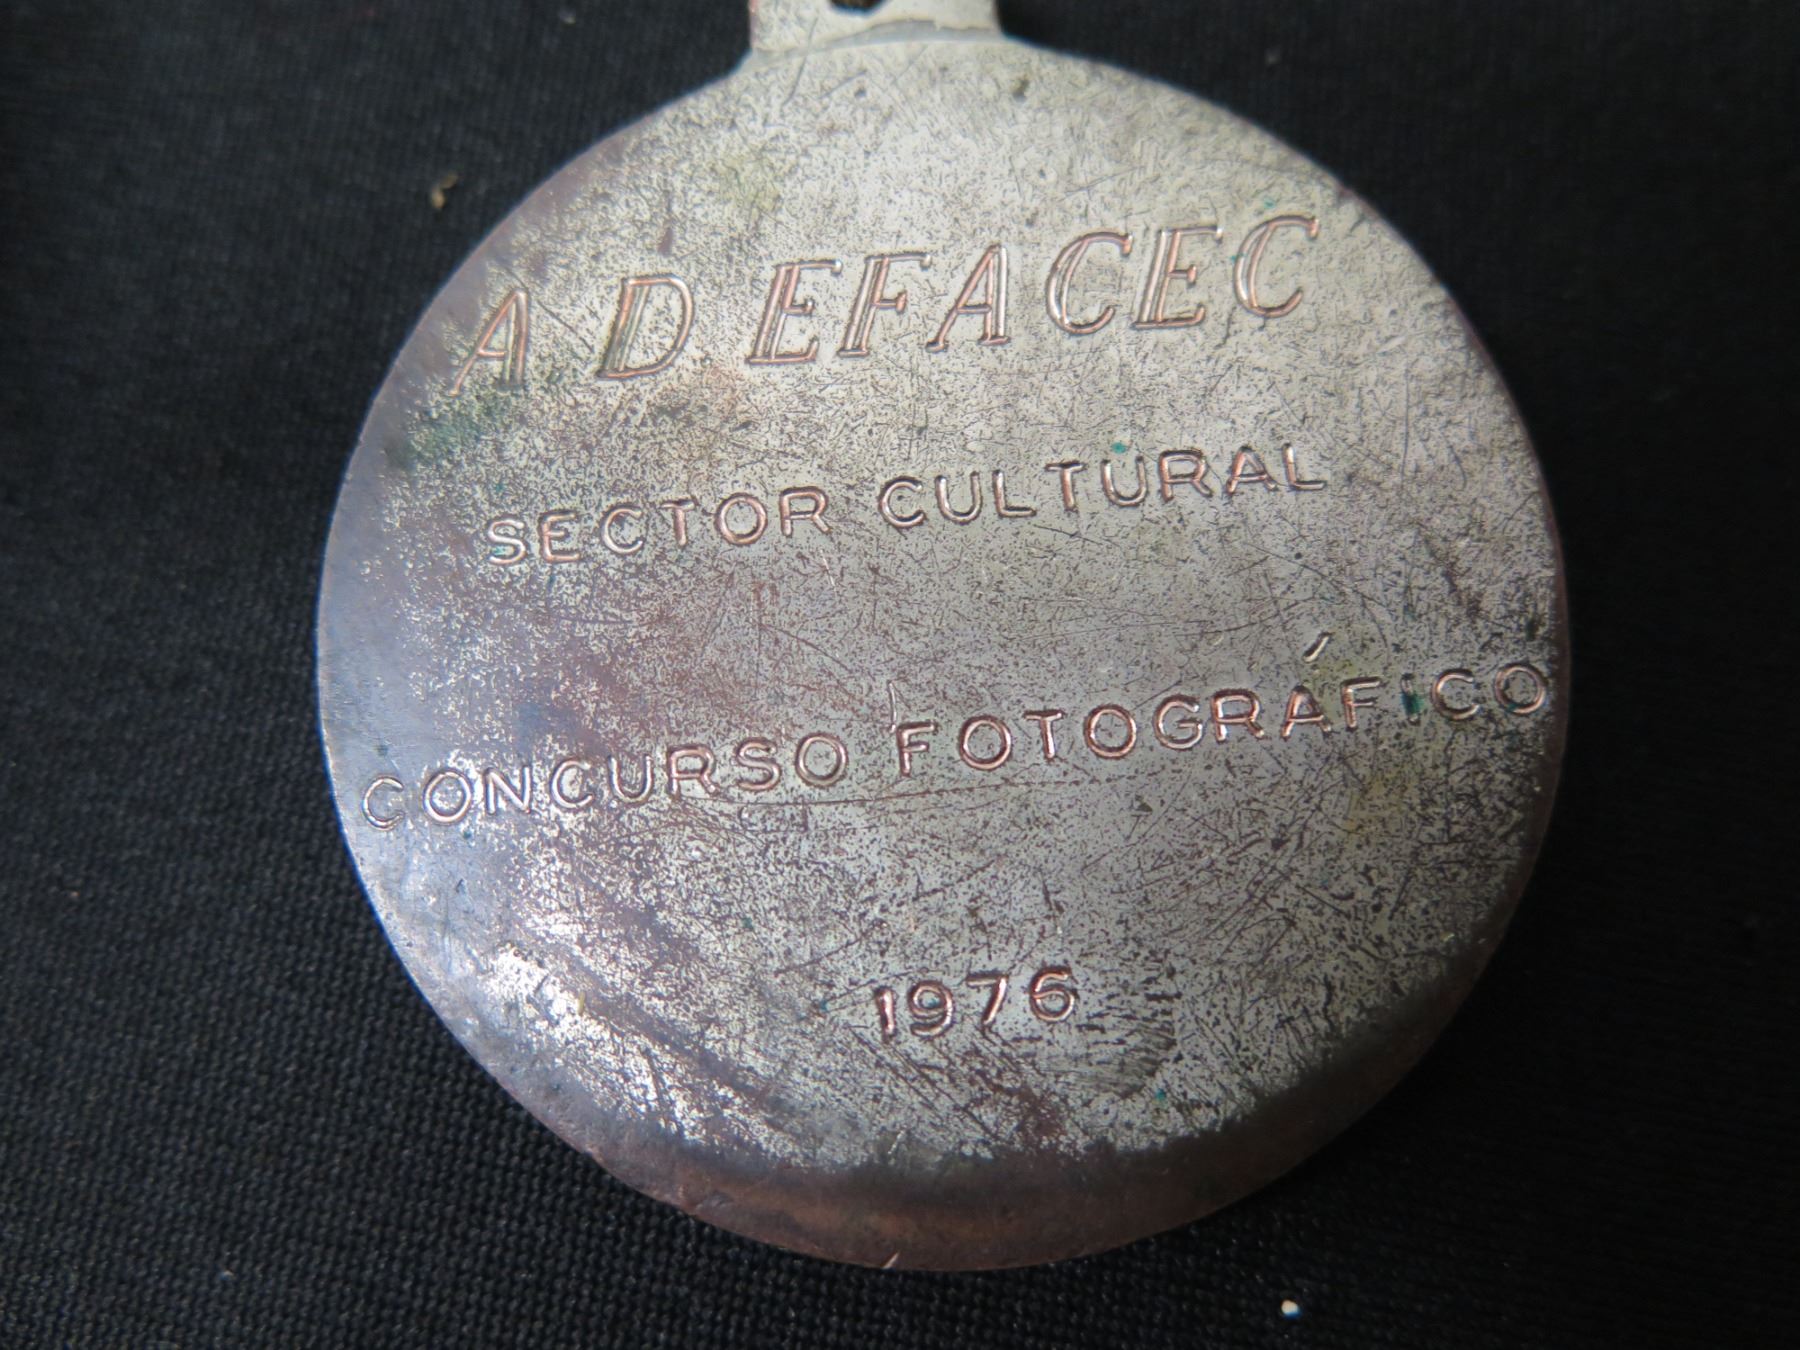 A D EFACEC
SECTOR CULTURAL
CONCURSO FOTOGRÁFICO
1976